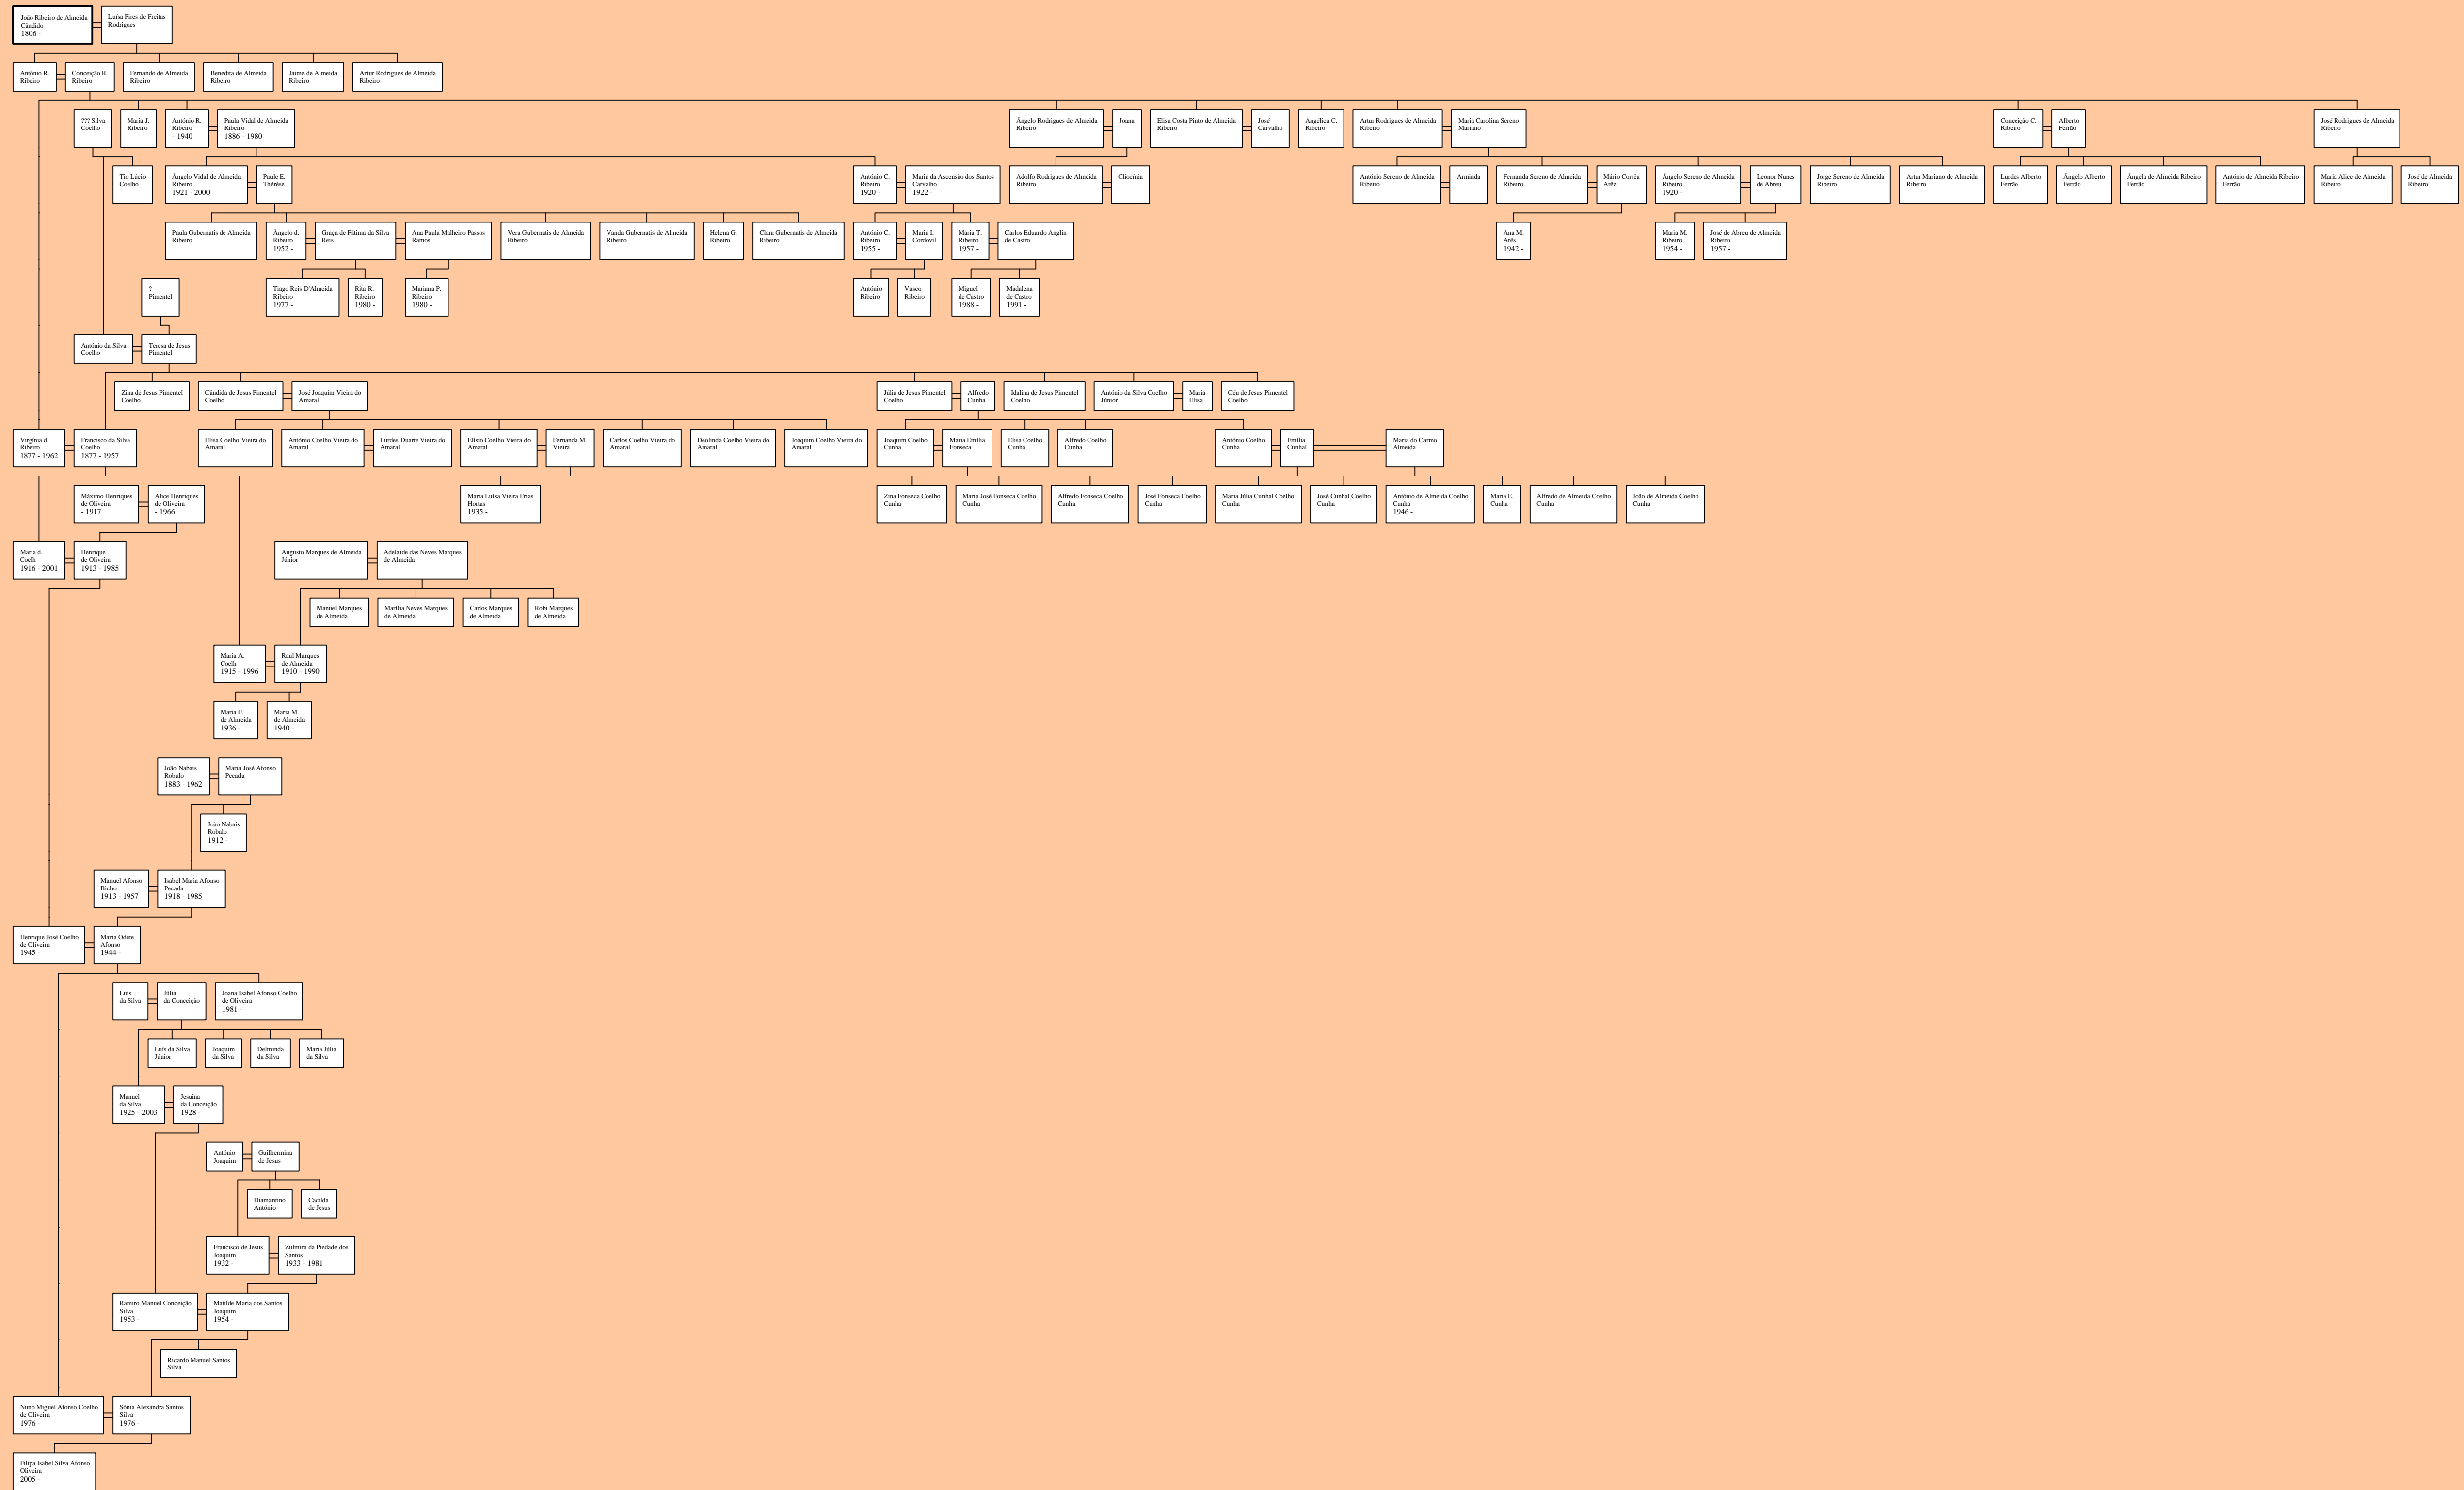 João Ribeiro de Almeida
Cândido
1806 -
Luísa Pires de Freitas
Rodrigues
António R.
Ribeiro
Conceição R.
Ribeiro
Fernando de Almeida
Ribeiro
Benedita de Almeida
Ribeiro
Jaime de Almeida
Ribeiro
Artur Rodrigues de Almeida
Ribeiro
??? Silva
Coelho
Maria J.
Ribeiro
António R.
Ribeiro
- 1940
Paula Vidal de Almeida
Ribeiro
1886 - 1980
Ângelo Rodrigues de Almeida
Ribeiro
Joana
Elisa Costa Pinto de Almeida
Ribeiro
José
Carvalho
Angélica C.
Ribeiro
Artur Rodrigues de Almeida
Ribeiro
Maria Carolina Sereno
Mariano
Conceição C.
Ribeiro
Alberto
Ferrão
José Rodrigues de Almeida
Ribeiro
Tio Lúcio
Coelho
Ângelo Vidal de Almeida
Ribeiro
1921 - 2000
Paule E.
Thérèse
António C.
Ribeiro
1920 -
Maria da Ascensão dos Santos
Carvalho
1922 -
Adolfo Rodrigues de Almeida
Ribeiro
Cliocínia
António Sereno de Almeida
Ribeiro
Arminda
Fernanda Sereno de Almeida
Ribeiro
Mário Corrêa
Arêz
Ângelo Sereno de Almeida
Ribeiro
1920 -
Leonor Nunes
de Abreu
Jorge Sereno de Almeida
Ribeiro
Artur Mariano de Almeida
Ribeiro
Lurdes Alberto
Ferrão
Ângelo Alberto
Ferrão
Ângela de Almeida Ribeiro
Ferrão
António de Almeida Ribeiro
Ferrão
Maria Alice de Almeida
Ribeiro
José de Almeida
Ribeiro
Paula Gubernatis de Almeida
Ribeiro
Ângelo d.
Ribeiro
1952 -
Graça de Fátima da Silva
Reis
Ana Paula Malheiro Passos
Ramos
Vera Gubernatis de Almeida
Ribeiro
Vanda Gubernatis de Almeida
Ribeiro
Helena G.
Ribeiro
Clara Gubernatis de Almeida
Ribeiro
António C.
Ribeiro
1955 -
Maria I.
Cordovil
Maria T.
Ribeiro
1957 -
Carlos Eduardo Anglin
de Castro
Ana M.
Arês
1942 -
Maria M.
Ribeiro
1954 -
José de Abreu de Almeida
Ribeiro
1957 -
?
Pimentel
Tiago Reis D'Almeida
Ribeiro
1977 -
Rita R.
Ribeiro
1980 -
Mariana P.
Ribeiro
1980 -
António
Ribeiro
Vasco
Ribeiro
Miguel
de Castro
1988 -
Madalena
de Castro
1991 -
António da Silva
Coelho
Teresa de Jesus
Pimentel
Zina de Jesus Pimentel
Coelho
Cândida de Jesus Pimentel
Coelho
José Joaquim Vieira do
Amaral
Júlia de Jesus Pimentel
Coelho
Alfredo
Cunha
Idalina de Jesus Pimentel
Coelho
António da Silva Coelho
Júnior
Maria
Elisa
Céu de Jesus Pimentel
Coelho
Virgínia d.
Ribeiro
1877 - 1962
Francisco da Silva
Coelho
1877 - 1957
Elisa Coelho Vieira do
Amaral
António Coelho Vieira do
Amaral
Lurdes Duarte Vieira do
Amaral
Elísio Coelho Vieira do
Amaral
Fernanda M.
Vieira
Carlos Coelho Vieira do
Amaral
Deolinda Coelho Vieira do
Amaral
Joaquim Coelho Vieira do
Amaral
Joaquim Coelho
Cunha
Maria Emília
Fonseca
Elisa Coelho
Cunha
Alfredo Coelho
Cunha
António Coelho
Cunha
Emília
Cunhal
Maria do Carmo
Almeida
Máximo Henriques
de Oliveira
- 1917
Alice Henriques
de Oliveira
- 1966
Maria Luísa Vieira Frias
Hortas
1935 -
Zina Fonseca Coelho
Cunha
Maria José Fonseca Coelho
Cunha
Alfredo Fonseca Coelho
Cunha
José Fonseca Coelho
Cunha
Maria Júlia Cunhal Coelho
Cunha
José Cunhal Coelho
Cunha
António de Almeida Coelho
Cunha
1946 -
Maria E.
Cunha
Alfredo de Almeida Coelho
Cunha
João de Almeida Coelho
Cunha
Maria d.
Coelh
1916 - 2001
Henrique
de Oliveira
1913 - 1985
Augusto Marques de Almeida
Júnior
Adelaide das Neves Marques
de Almeida
Manuel Marques
de Almeida
Marília Neves Marques
de Almeida
Carlos Marques
de Almeida
Robi Marques
de Almeida
Maria A.
Coelh
1915 - 1996
Raul Marques
de Almeida
1910 - 1990
Maria F.
de Almeida
1936 -
Maria M.
de Almeida
1940 -
João Nabais
Robalo
1883 - 1962
Maria José Afonso
Pecada
João Nabais
Robalo
1912 -
Manuel Afonso
Bicho
1913 - 1957
Isabel Maria Afonso
Pecada
1918 - 1985
Henrique José Coelho
de Oliveira
1945 -
Maria Odete
Afonso
1944 -
Luís
da Silva
Júlia
da Conceição
Joana Isabel Afonso Coelho
de Oliveira
1981 -
Luís da Silva
Júnior
Joaquim
da Silva
Delminda
da Silva
Maria Júlia
da Silva
Manuel
da Silva
1925 - 2003
Jesuina
da Conceição
1928 -
António
Joaquim
Guilhermina
de Jesus
Diamantino
António
Cacilda
de Jesus
Francisco de Jesus
Joaquim
1932 -
Zulmira da Piedade dos
Santos
1933 - 1981
Ramiro Manuel Conceição
Silva
1953 -
Matilde Maria dos Santos
Joaquim
1954 -
Ricardo Manuel Santos
Silva
Nuno Miguel Afonso Coelho
de Oliveira
1976 -
Sónia Alexandra Santos
Silva
1976 -
Filipa Isabel Silva Afonso
Oliveira
2005 -